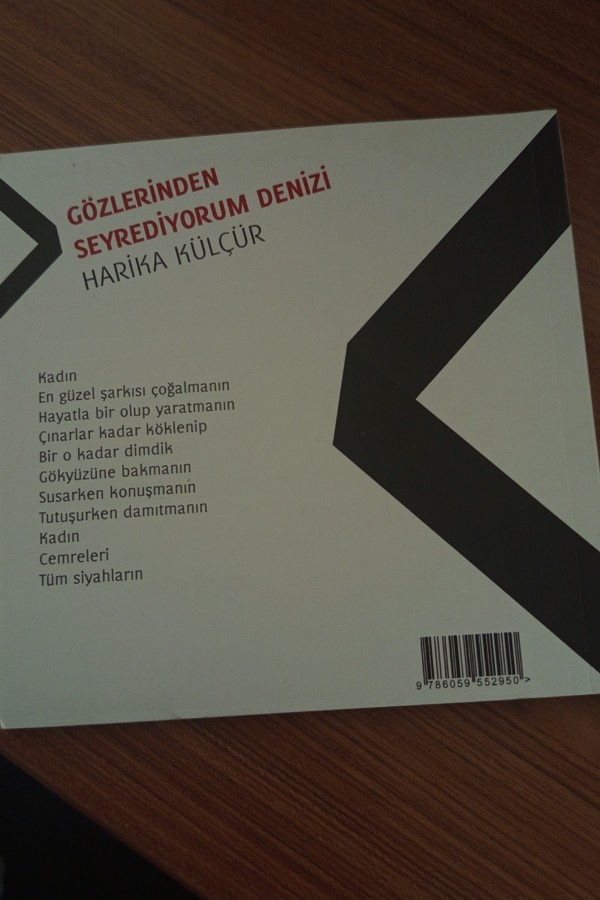 GÖZLERİNDEN
SEYREDİYORUM DENİZİ
HARİKA KÜLÇÜR
Kadın
En güzel şarkısı çoğalmanın
Hayatla bir olup yaratmanın
Çınarlar kadar köklenip
Bir o kadar dimdik
Gökyüzüne bakmanın
Susarken konuşmanın
Tutuşurken damıtmanın
Kadın
Cemreleri
Tüm siyahların
9 786059 552950 >